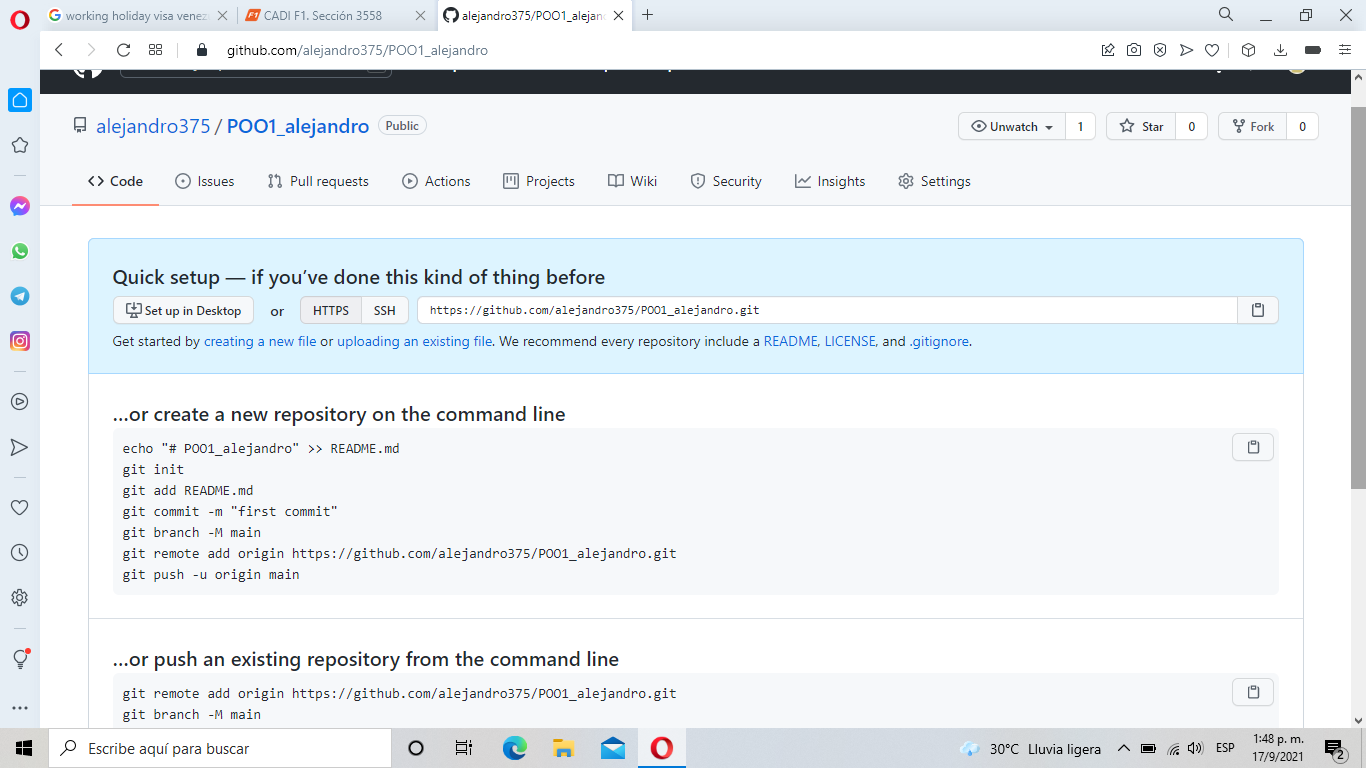 working holiday visa venez
CADI F1. Sección 3558
alejandro375/POO1_alejan
github.com/alejandro375/POO1_alejandro
alejandro375 / POO1_alejandro Public
Unwatch 1 Star 0 Fork 0
Code Issues Pull requests Actions Projects Wiki Security Insights Settings
Quick setup — if you've done this kind of thing before
Set up in Desktop or HTTPS SSH https://github.com/alejandro375/POO1_alejandro.git
Get started by creating a new file or uploading an existing file. We recommend every repository include a README, LICENSE, and .gitignore.
…or create a new repository on the command line
echo "# POO1_alejandro" >> README.md
git init
git add README.md
git commit -m "first commit"
git branch -M main
git remote add origin https://github.com/alejandro375/POO1_alejandro.git
git push -u origin main
…or push an existing repository from the command line
git remote add origin https://github.com/alejandro375/POO1_alejandro.git
git branch -M main
Escribe aquí para buscar
30°C Lluvia ligera
ESP
1:48 p. m.
17/9/2021
2